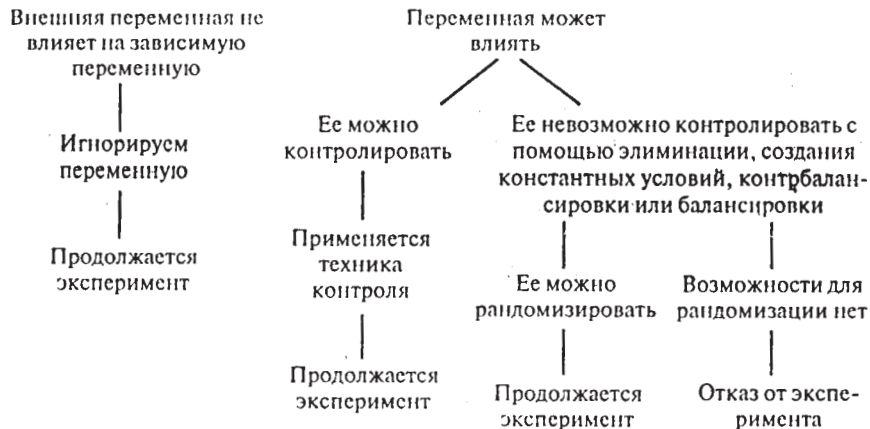 Внешняя переменная не
влияет на зависимую
переменную
Игнорируем
переменную
Продолжается
эксперимент
Переменная может
влиять
Ее можно
контролировать
Применяется
техника
контроля
Продолжается
эксперимент
Ее невозможно контролировать с
помощью элиминации, создания
константных условий, контрбалан-
сировки или балансировки
Ее можно
рандомизировать
Продолжается
эксперимент
Возможности для
рандомизации нет
Отказ от экспе-
римента